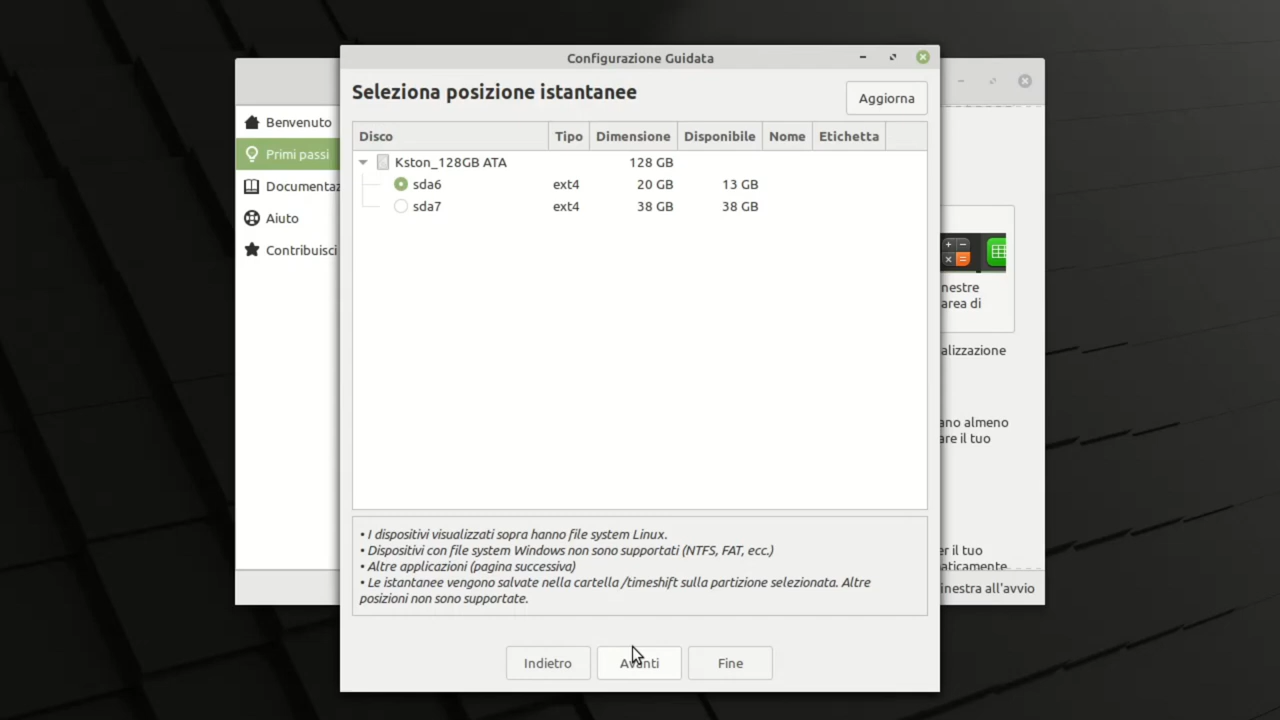 Configurazione Guidata
Seleziona posizione istantanee
Aggiorna
Disco Tipo Dimensione Disponibile Nome Etichetta
Kston_128GB ATA 128 GB
sda6 ext4 20 GB 13 GB
sda7 ext4 38 GB 38 GB
• I dispositivi visualizzati sopra hanno file system Linux.
• Dispositivi con file system Windows non sono supportati (NTFS, FAT, ecc.)
• Altre applicazioni (pagina successiva)
• Le istantanee vengono salvate nella cartella /timeshift sulla partizione selezionata. Altre
posizioni non sono supportate.
Indietro Avanti Fine
Benvenuto
Primi passi
Documentaz
Aiuto
Contribuisci
nestre
area di
alizzazione
ano almeno
are il tuo
er il tuo
aticamente
inestra all'avvio